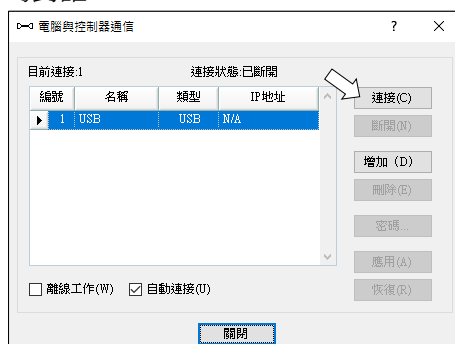 電腦與控制器通信 ?
目前連接:1 連接狀態:已斷開
編號 名稱 類型 IP地址
1 USB USB N/A
連接(C)
斷開(N)
增加 (D)
刪除(E)
密碼...
應用(A)
恢復(R)
離線工作(W) 自動連接(U)
關閉